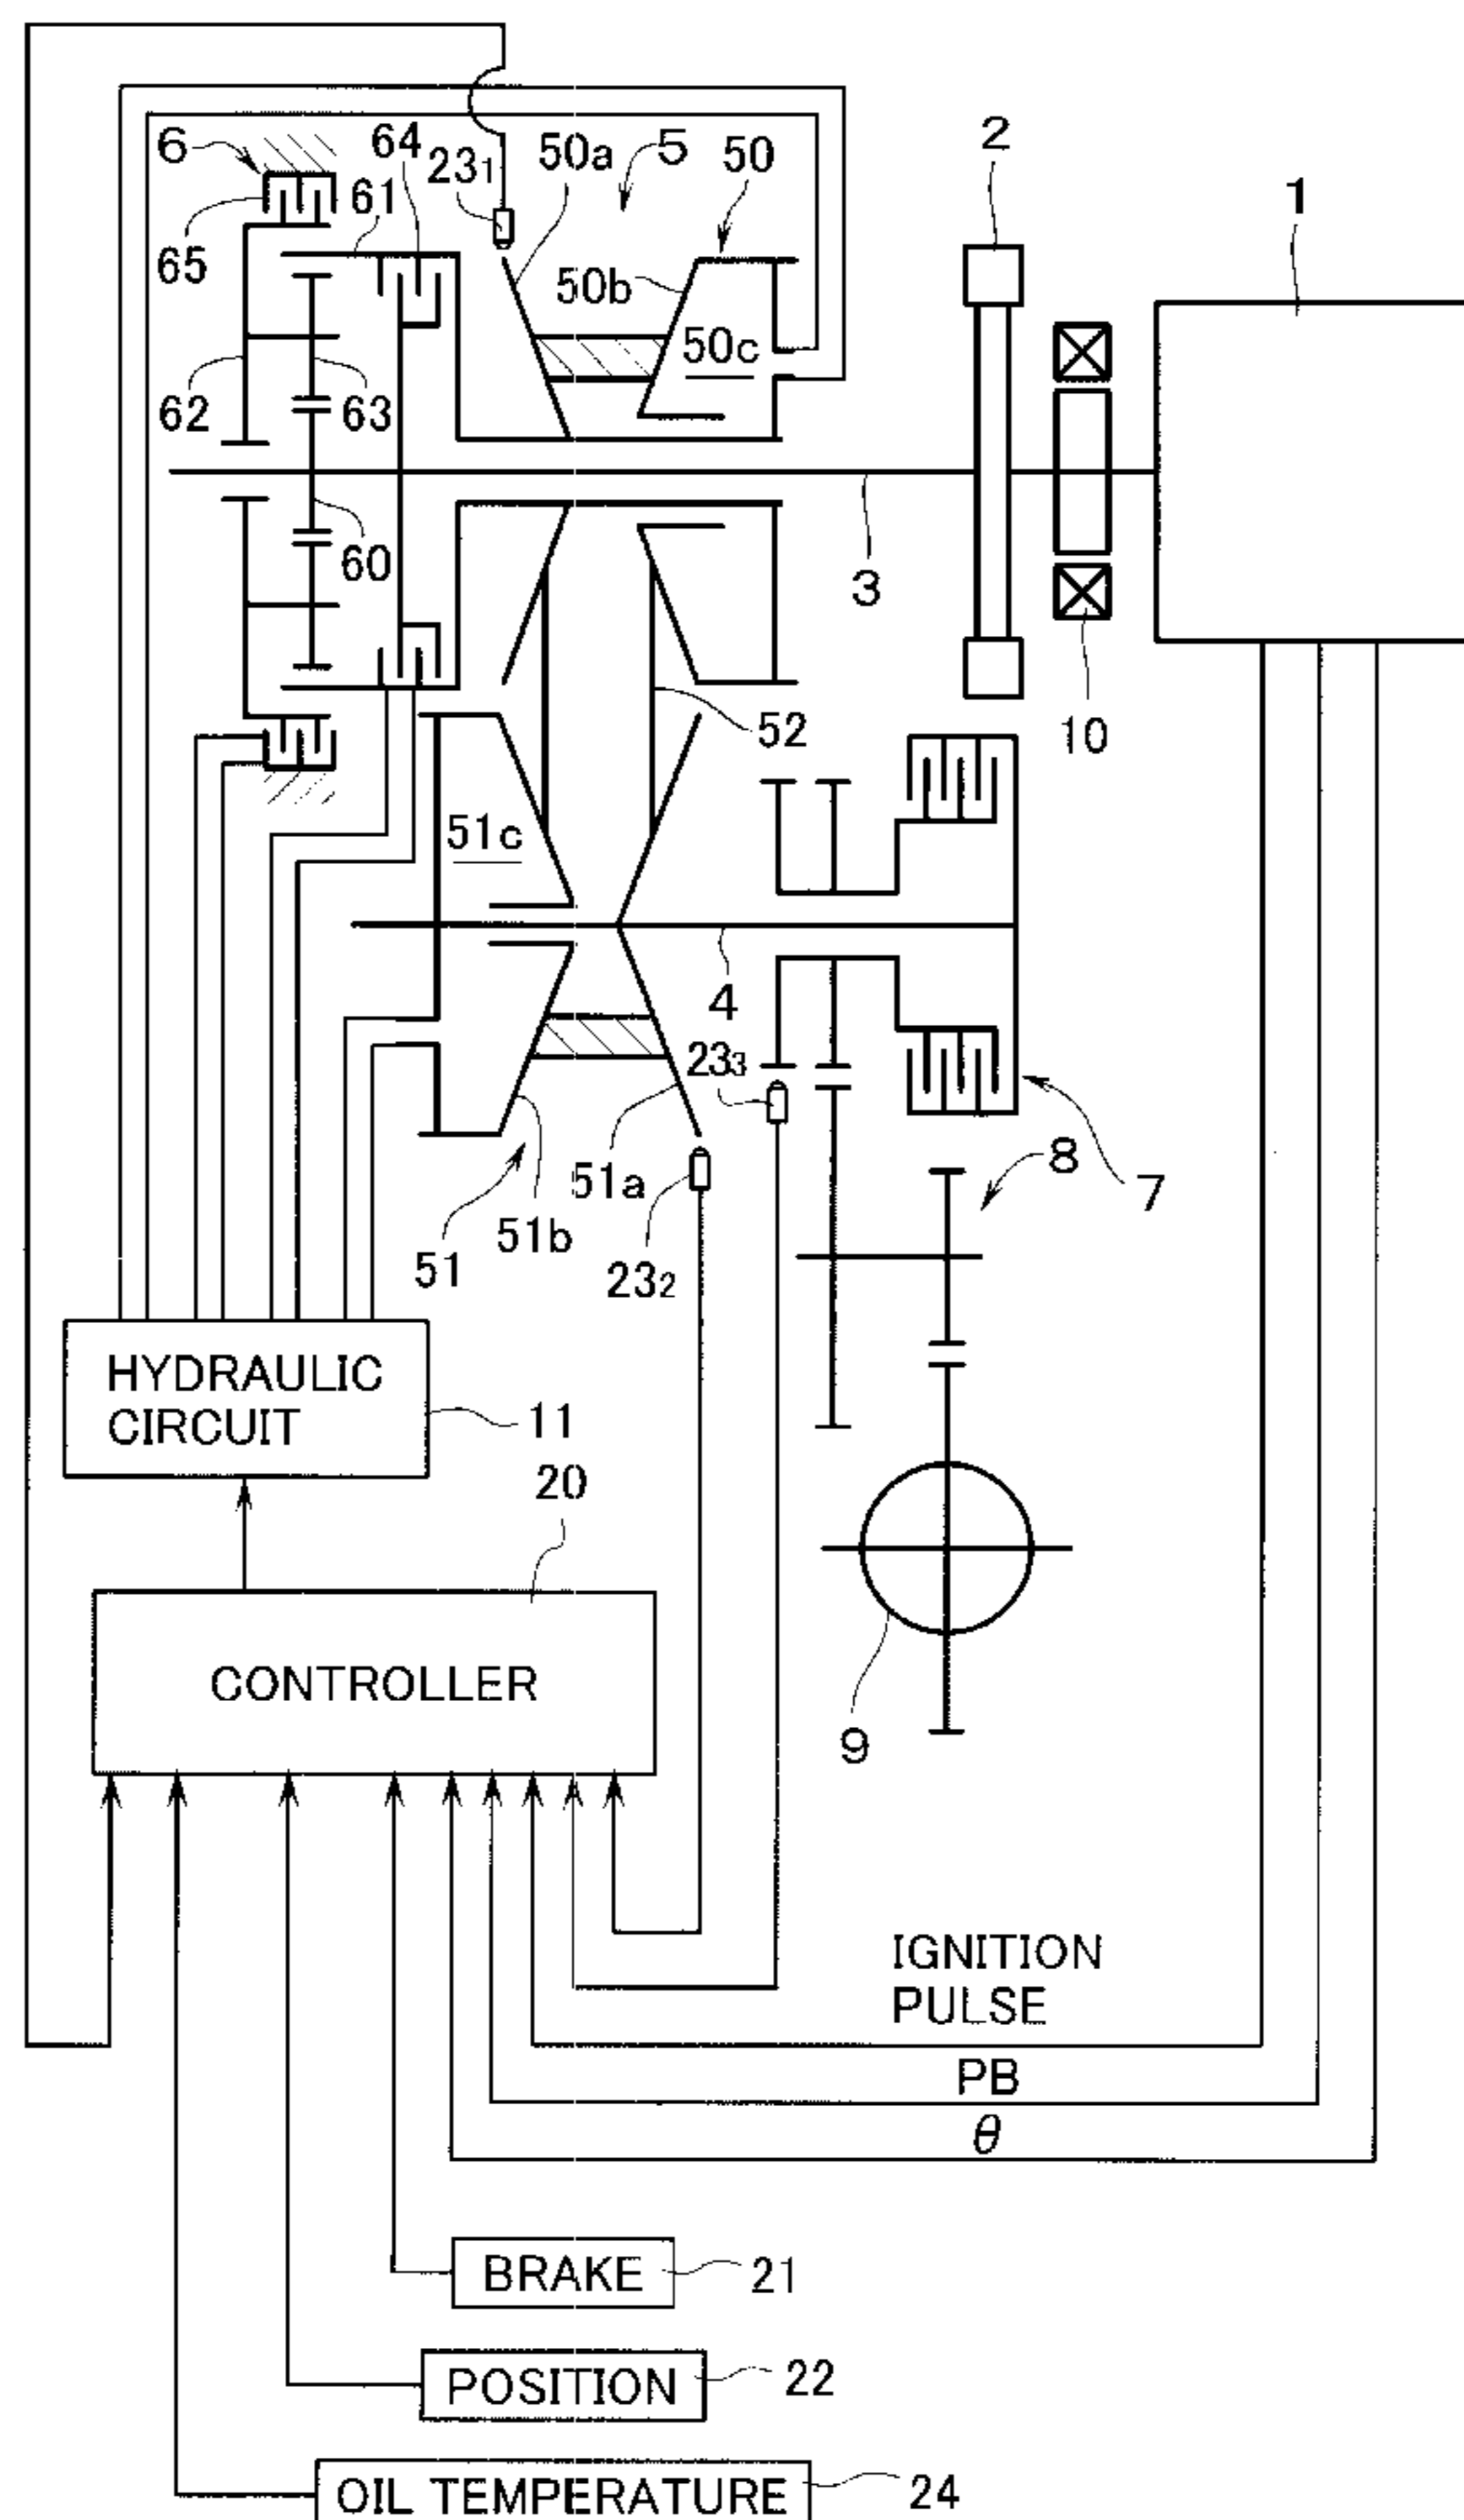 2
1
6
64
23₁
50a
5
50
61
65
50b
50c
62
63
60
3
52
10
51c
4
23₃
51a
8
7
51b
51
23₂
HYDRAULIC
CIRCUIT
11
20
CONTROLLER
9
IGNITION
PULSE
PB
θ
BRAKE
21
POSITION
22
OIL TEMPERATURE
24